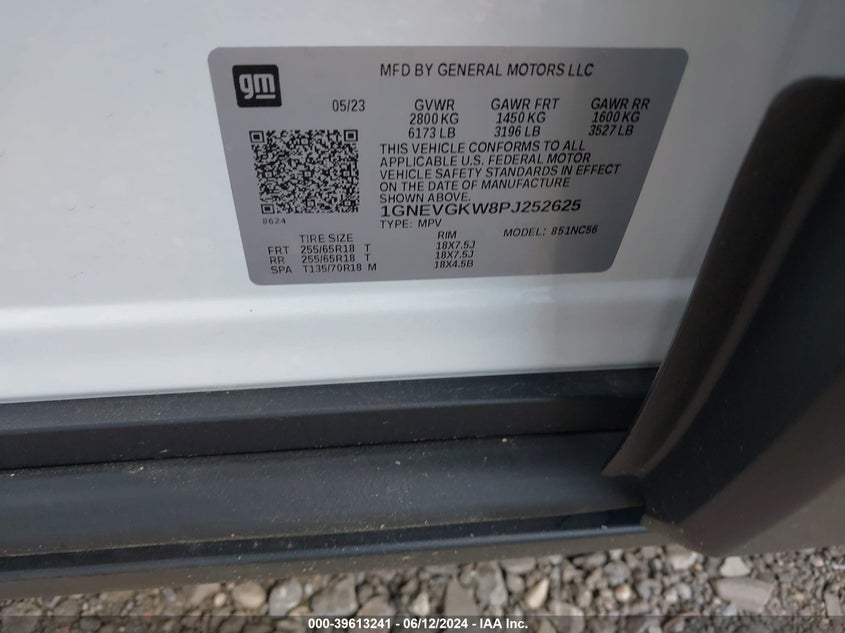 gm
MFD BY GENERAL MOTORS LLC
05/23 GVWR GAWR FRT GAWR RR
2800 KG 1450 KG 1600 KG
6173 LB 3196 LB 3527 LB
THIS VEHICLE CONFORMS TO ALL
APPLICABLE U.S. FEDERAL MOTOR
VEHICLE SAFETY STANDARDS IN EFFECT
ON THE DATE OF MANUFACTURE
SHOWN ABOVE.
8624
1GNEVGKW8PJ252625
TYPE: MPV MODEL: 851NC56
TIRE SIZE RIM
FRT 255/65R18 T 18X7.5J
RR 255/65R18 T 18X7.5J
SPA T135/70R18 M 18X4.5B
000-39613241 - 06/12/2024 - IAA Inc.